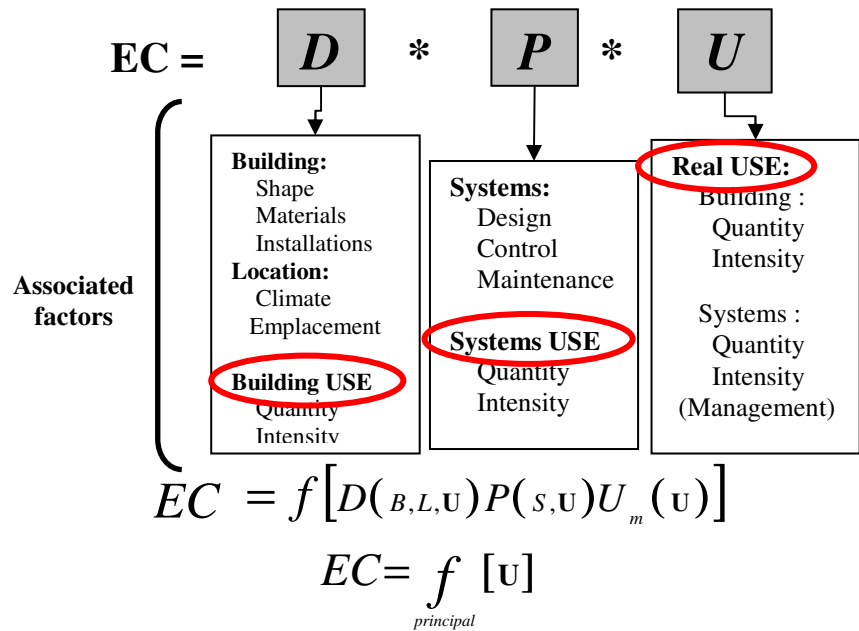 EC = D * P * U
Associated
factors
Building:
Shape
Materials
Installations
Location:
Climate
Emplacement
Building USE
Quantity
Intensity
Systems:
Design
Control
Maintenance
Systems USE
Quantity
Intensity
Real USE:
Building :
Quantity
Intensity
Systems :
Quantity
Intensity
(Management)
EC = f[D(B,L,U)P(S,U)U_m(U)]
EC= f [U]
principal